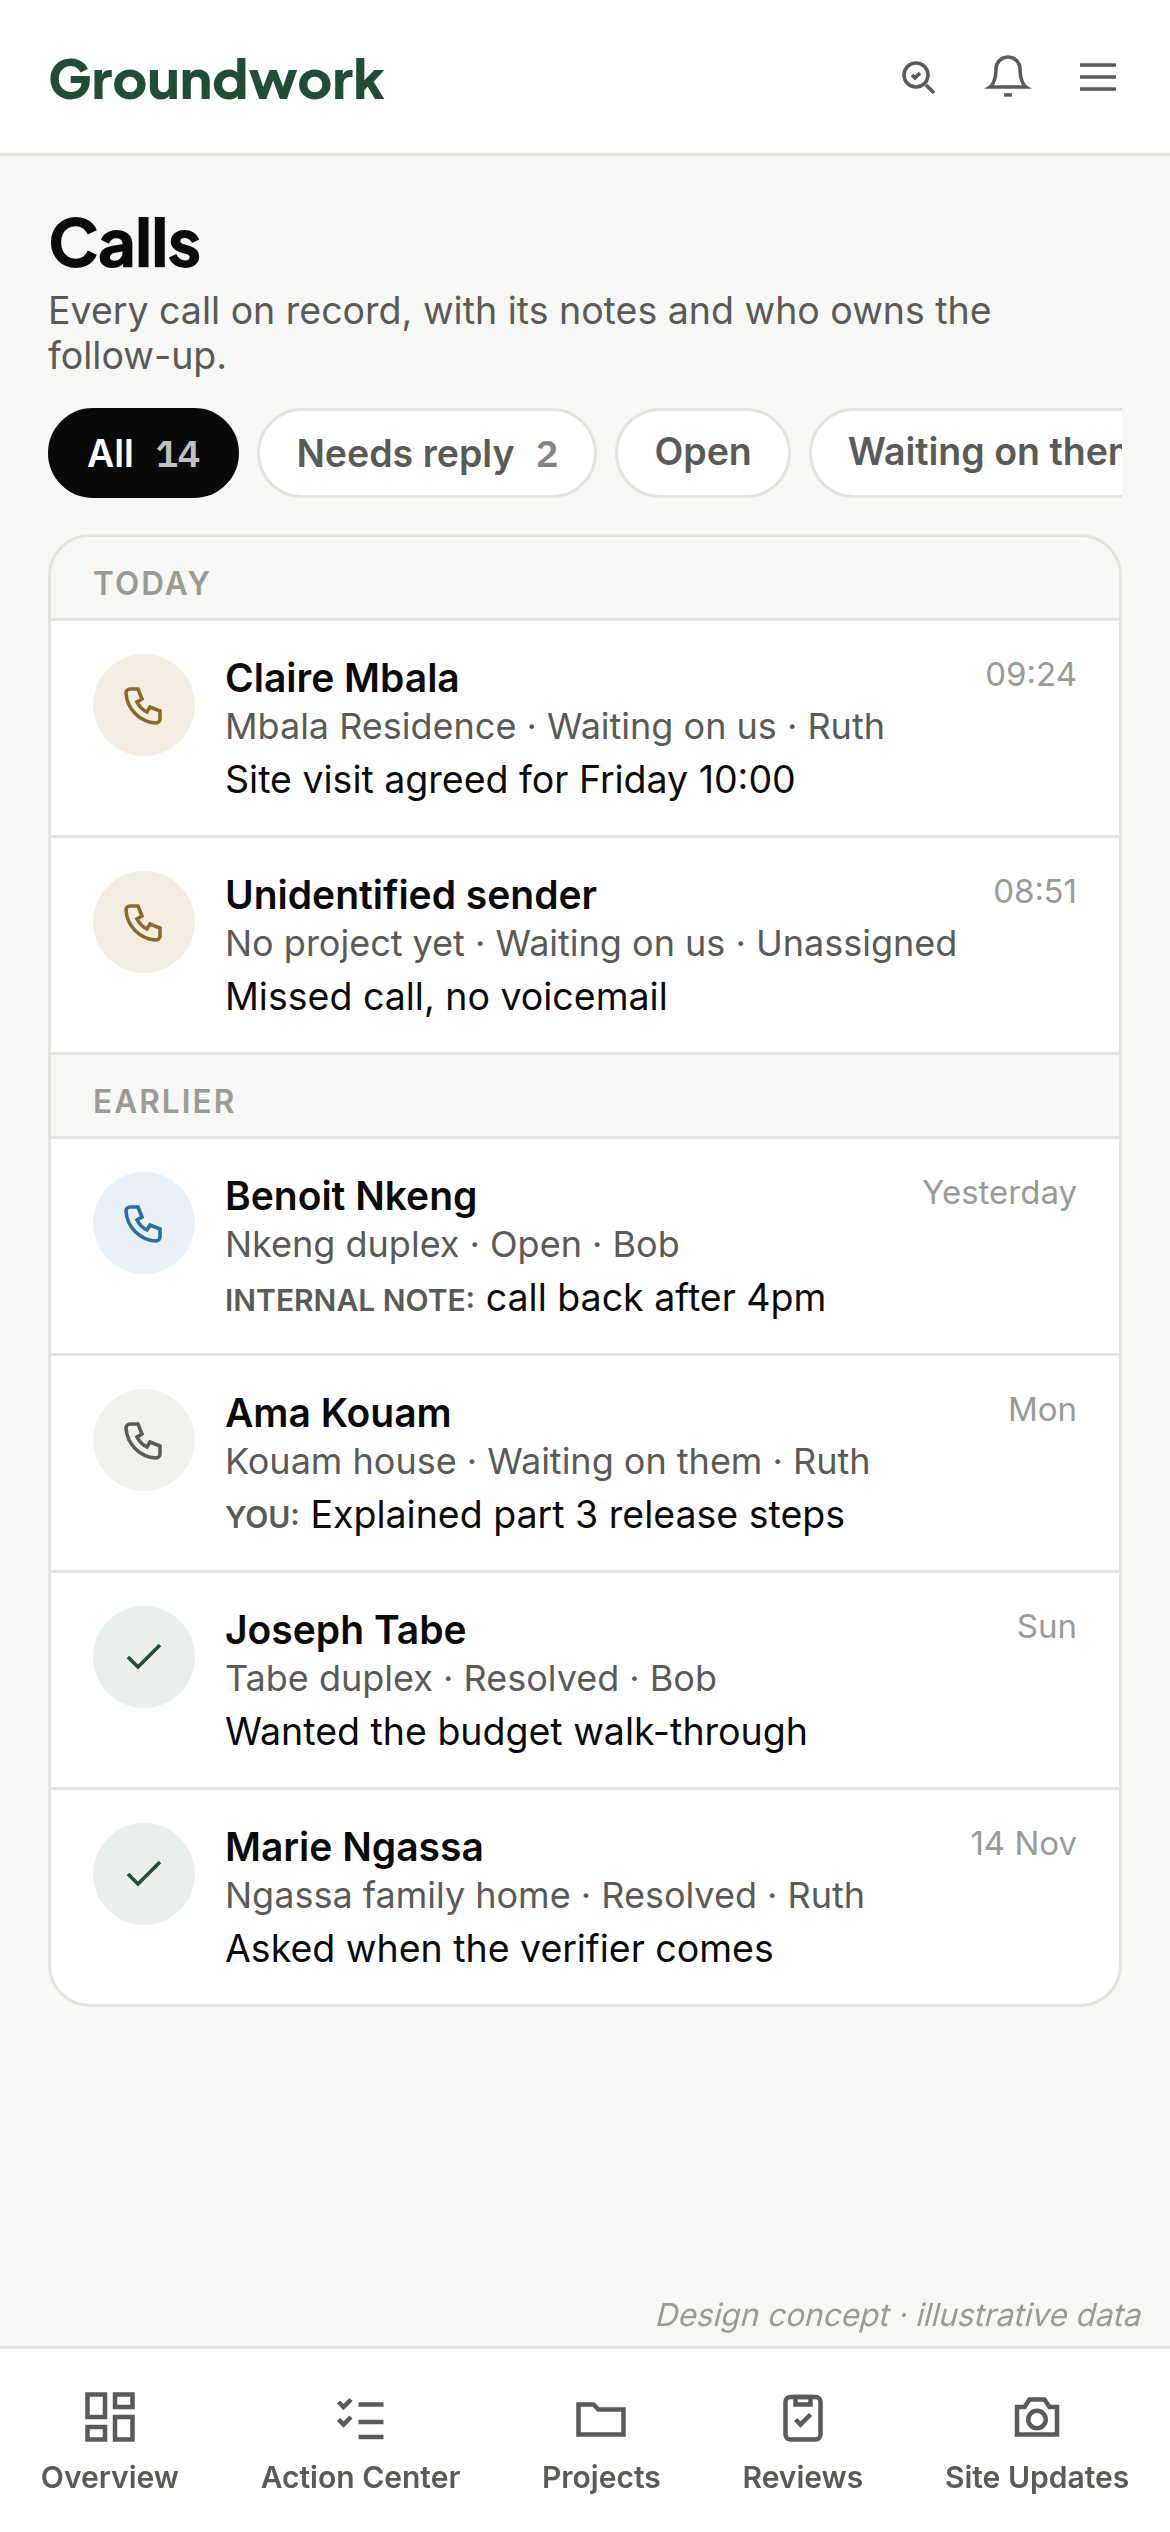 Groundwork
Calls
Every call on record, with its notes and who owns the
follow-up.
All 14
Needs reply 2
Open
Waiting on
TODAY
Claire Mbala
09:24
Mbala Residence · Waiting on us · Ruth
Site visit agreed for Friday 10:00
Unidentified sender
08:51
No project yet · Waiting on us · Unassigned
Missed call, no voicemail
EARLIER
Benoit Nkeng
Yesterday
Nkeng duplex · Open · Bob
INTERNAL NOTE: call back after 4pm
Ama Kouam
Mon
Kouam house · Waiting on them · Ruth
YOU: Explained part 3 release steps
Joseph Tabe
Sun
Tabe duplex · Resolved · Bob
Wanted the budget walk-through
Marie Ngassa
14 Nov
Ngassa family home · Resolved · Ruth
Asked when the verifier comes
Design concept · illustrative data
Overview
Action Center
Projects
Reviews
Site Updates